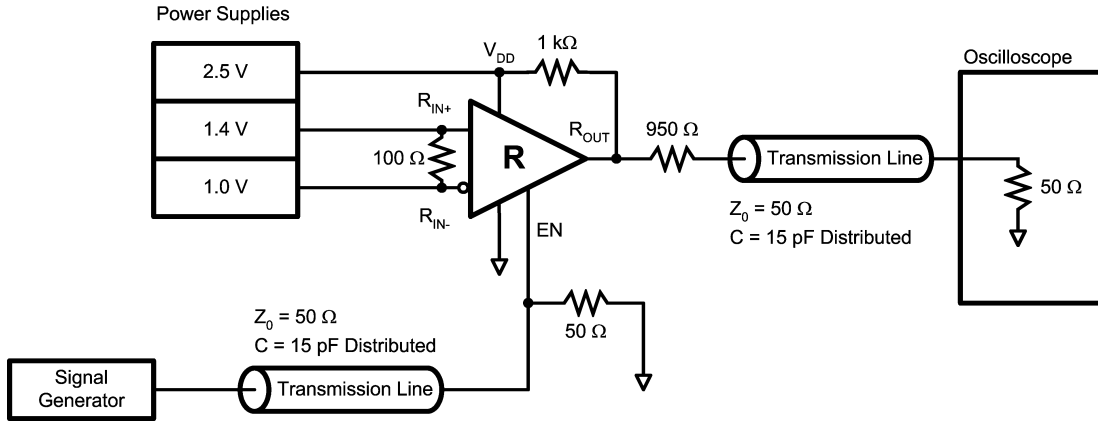 Power Supplies
2.5 V
1.4 V
1.0 V
V_DD
1 kΩ
R_IN+
100 Ω
R_IN-
R
R_OUT
EN
950 Ω
Transmission Line
Z_0 = 50 Ω
C = 15 pF Distributed
Oscilloscope
50 Ω
50 Ω
Z_0 = 50 Ω
C = 15 pF Distributed
Signal
Generator
Transmission Line